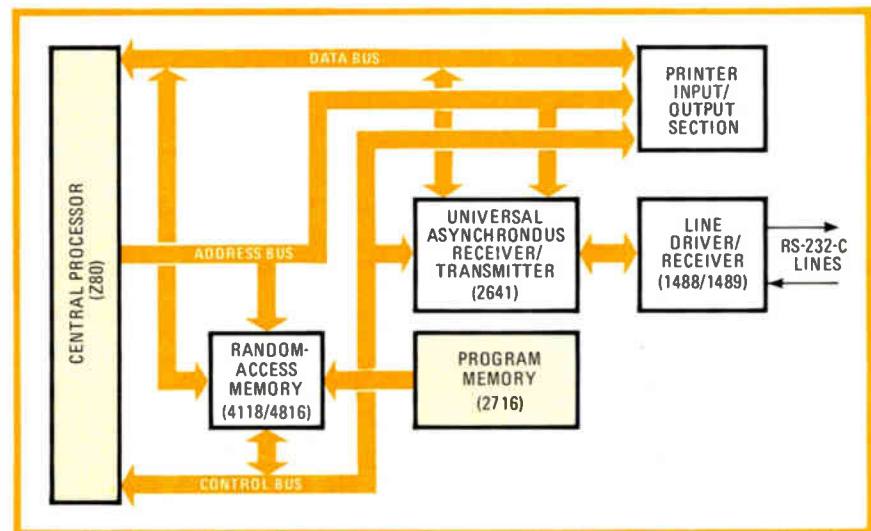 DATA BUS
PRINTER
INPUT/
OUTPUT
SECTION
CENTRAL PROCESSOR
(Z80)
ADDRESS BUS
UNIVERSAL
ASYNCHRONOUS
RECEIVER/
TRANSMITTER
(2641)
LINE
DRIVER/
RECEIVER
(1488/1489)
RS-232-C
LINES
RANDOM-
ACCESS
MEMORY
(4118/4816)
PROGRAM
MEMORY
(2716)
CONTROL BUS